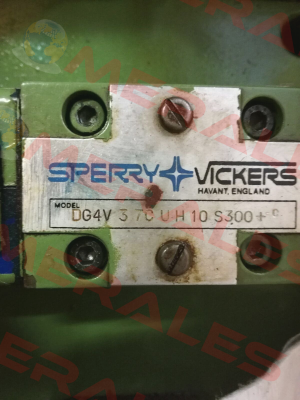 SPERRY VICKERS
HAVANT, ENGLAND
MODEL
DG4V 3 7C U H 10 S300+